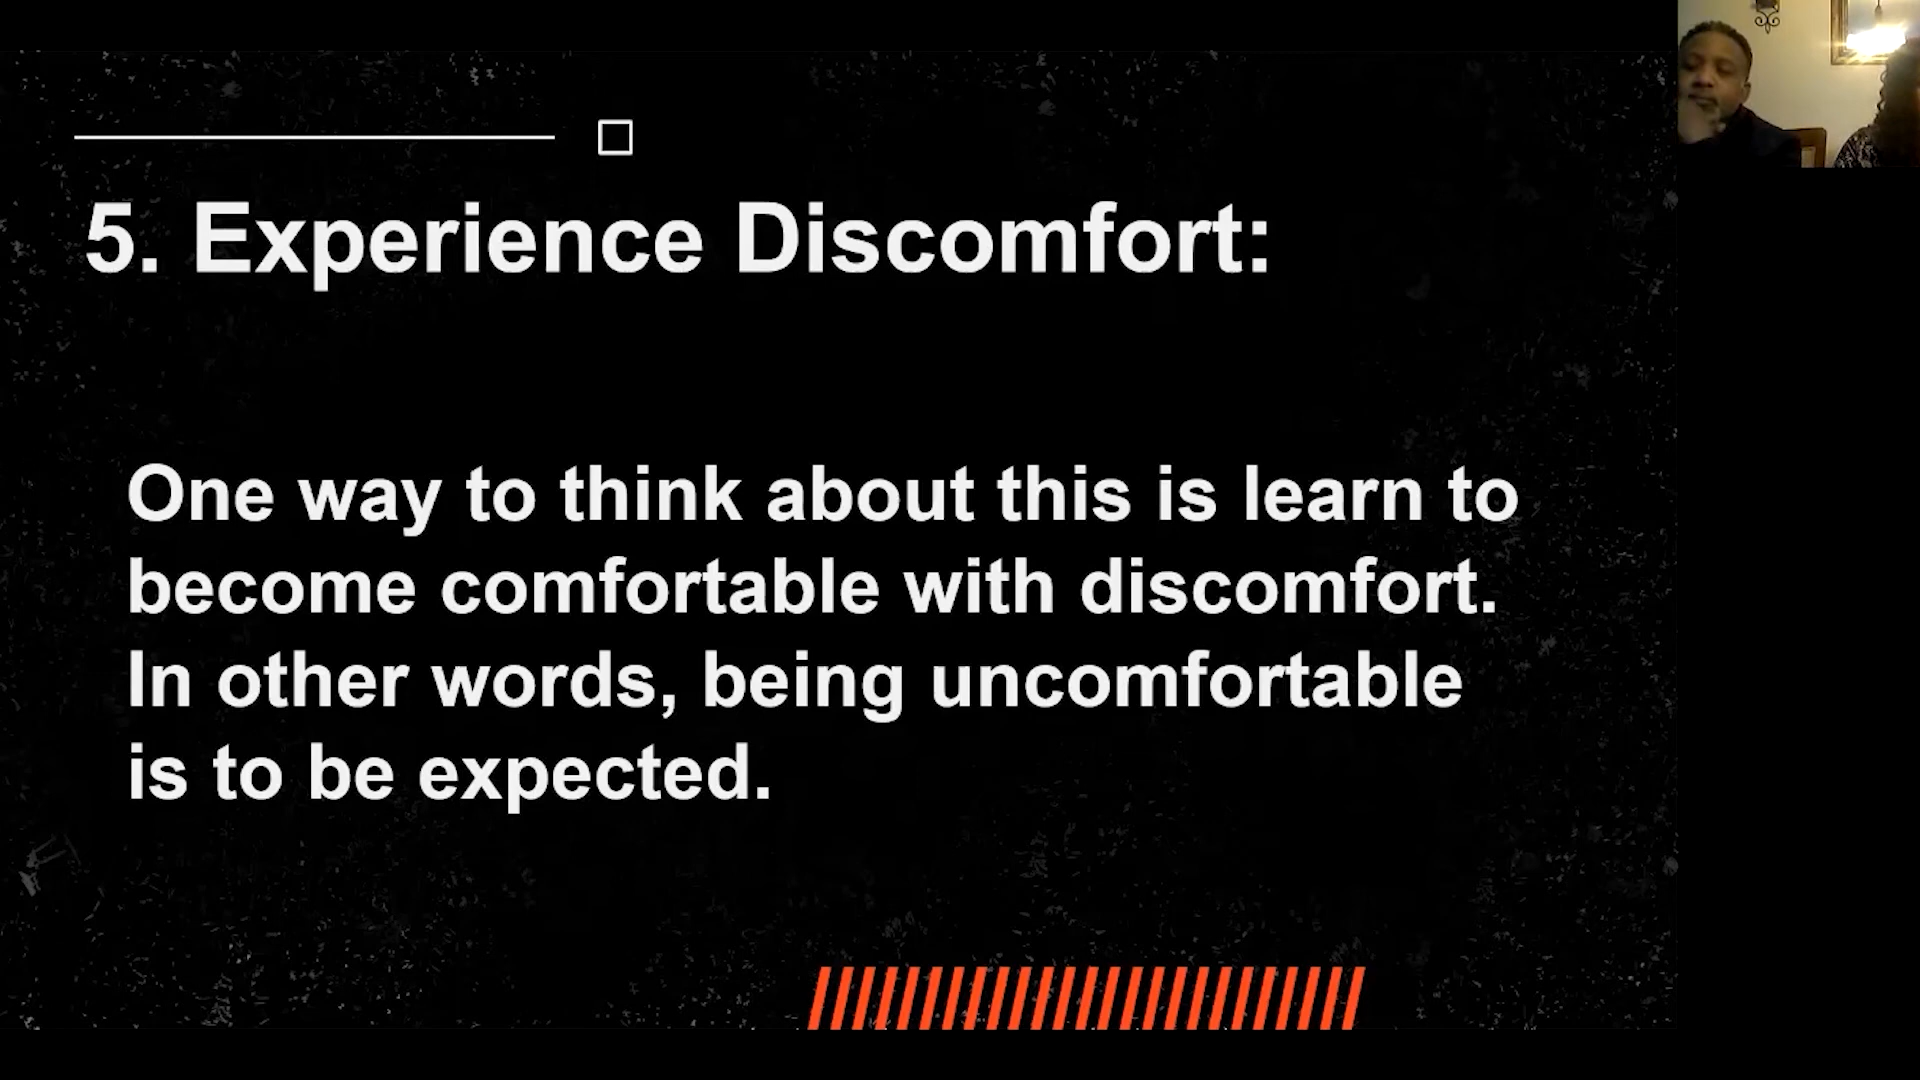 5. Experience Discomfort:
One way to think about this is learn to
become comfortable with discomfort.
In other words, being uncomfortable
is to be expected.